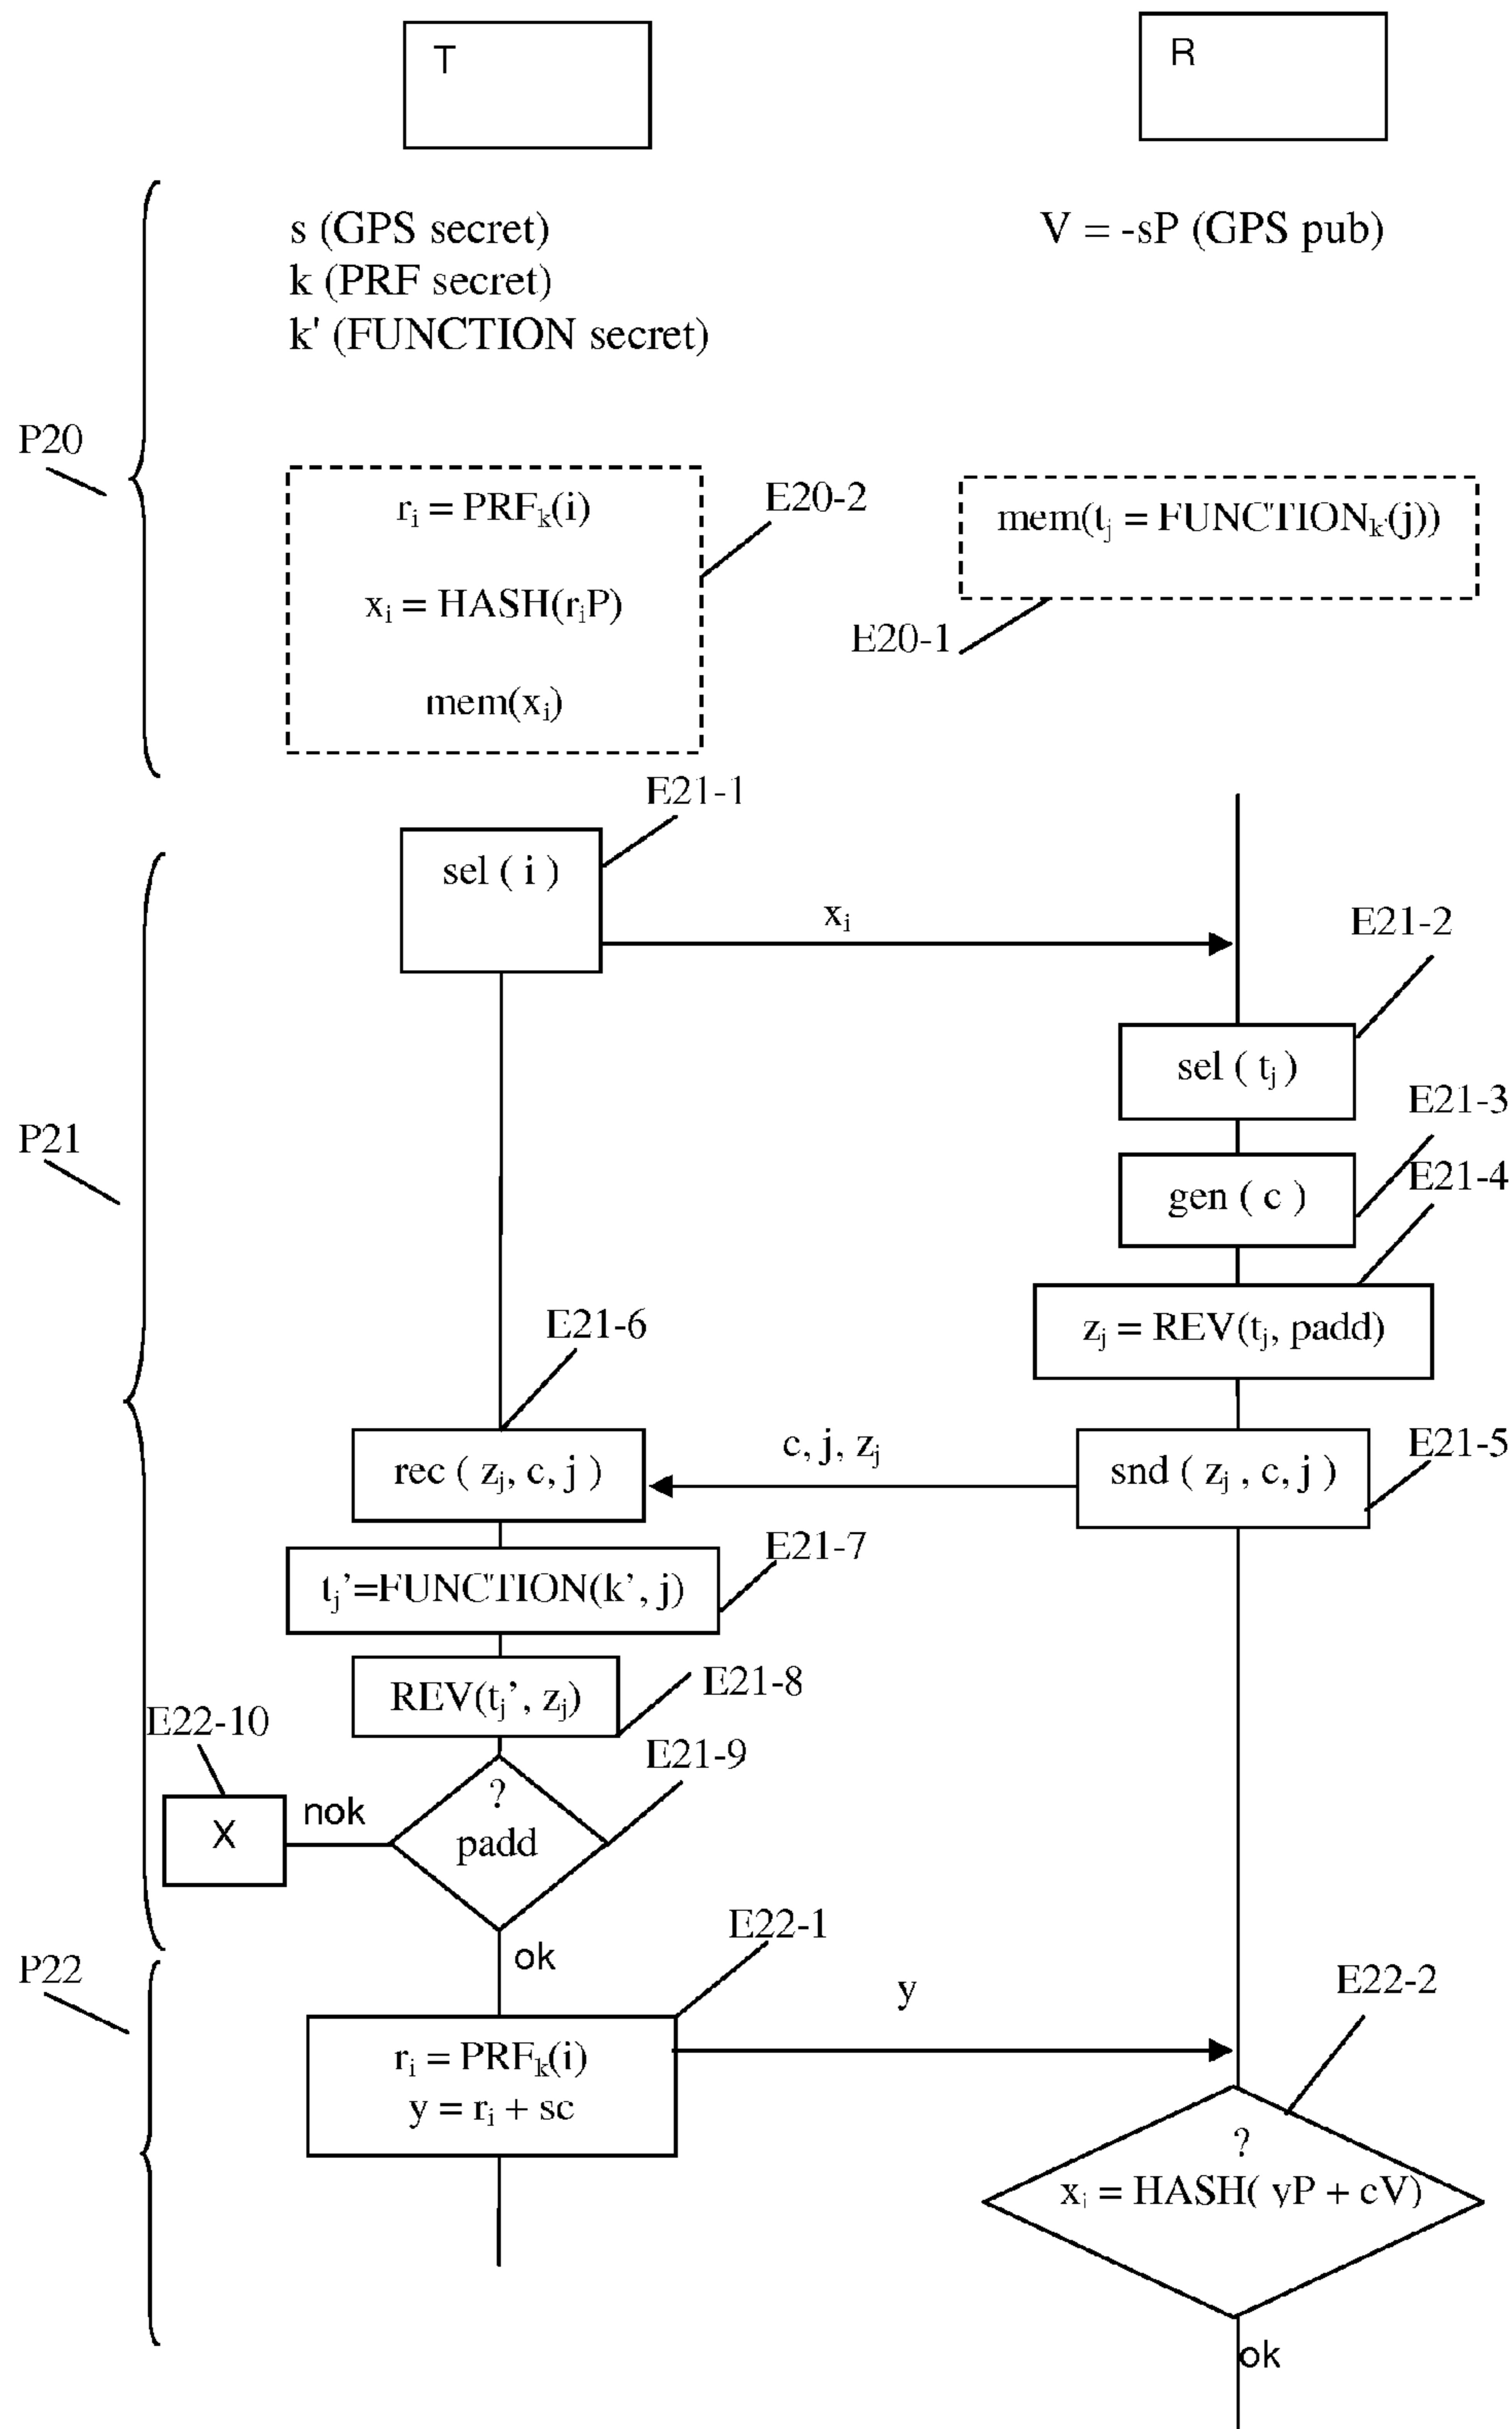 T
R
s (GPS secret)
V = -sP (GPS pub)
k (PRF secret)
k' (FUNCTION secret)
P20
rᵢ = PRFₖ(i)
E20-2
mem(tⱼ = FUNCTIONₖ(j))
xᵢ = HASH(rᵢP)
E20-1
mem(xᵢ)
E21-1
sel ( i )
xᵢ
E21-2
sel ( tⱼ )
E21-3
P21
E21-4
gen ( c )
E21-6
zⱼ = REV(tⱼ, padd)
c, j, zⱼ
E21-5
rec ( zⱼ, c, j )
snd ( zⱼ , c, j )
E21-7
tⱼ’=FUNCTION(k’, j)
E21-8
REV(tⱼ’, zⱼ)
E22-10
E21-9
?
nok
X
padd
E22-1
ok
P22
E22-2
y
rᵢ = PRFₖ(i)
y = rᵢ + sc
?
xᵢ = HASH( yP + cV)
ok